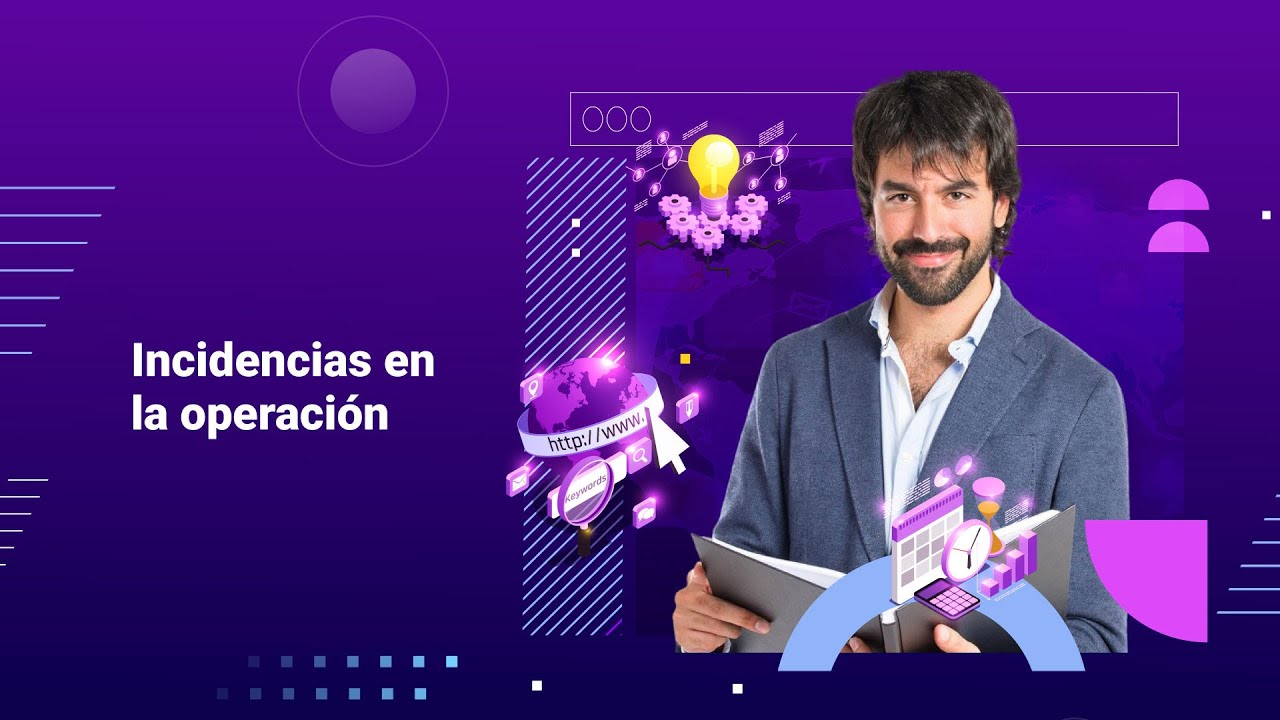 Incidencias en
la operación
http://www.
Keywords